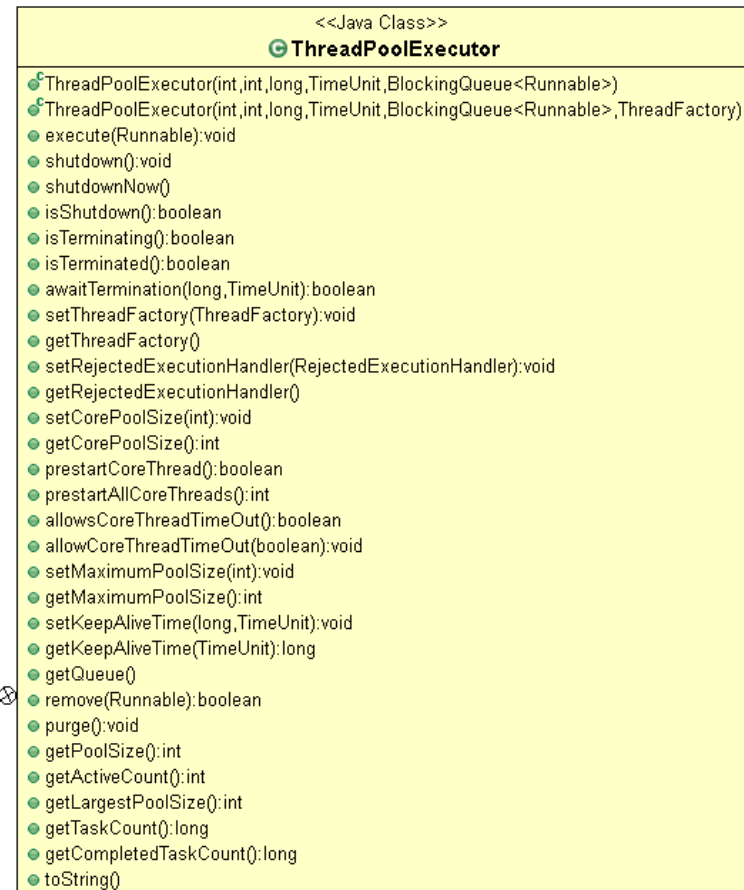 <<Java Class>>
ThreadPoolExecutor
ThreadPoolExecutor(int,int,long,TimeUnit,BlockingQueue<Runnable>)
ThreadPoolExecutor(int,int,long,TimeUnit,BlockingQueue<Runnable>,ThreadFactory)
execute(Runnable):void
shutdown():void
shutdownNow()
isShutdown():boolean
isTerminating():boolean
isTerminated():boolean
awaitTermination(long,TimeUnit):boolean
setThreadFactory(ThreadFactory):void
getThreadFactory()
setRejectedExecutionHandler(RejectedExecutionHandler):void
getRejectedExecutionHandler()
setCorePoolSize(int):void
getCorePoolSize():int
prestartCoreThread():boolean
prestartAllCoreThreads():int
allowsCoreThreadTimeOut():boolean
allowCoreThreadTimeOut(boolean):void
setMaximumPoolSize(int):void
getMaximumPoolSize():int
setKeepAliveTime(long,TimeUnit):void
getKeepAliveTime(TimeUnit):long
getQueue()
remove(Runnable):boolean
purge():void
getPoolSize():int
getActiveCount():int
getLargestPoolSize():int
getTaskCount():long
getCompletedTaskCount():long
toString()